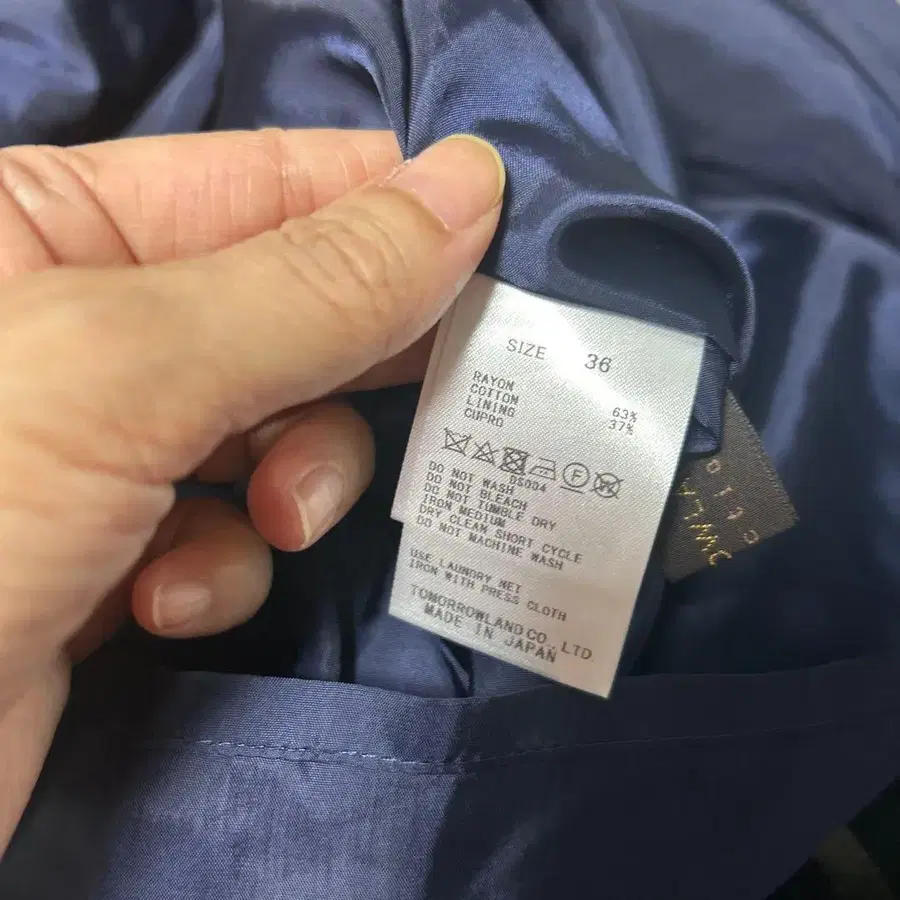 SIZE 36
RAYON 63%
COTTON 37%
LINING
CUPRO
DS004
DO NOT WASH
DO NOT BLEACH
DO NOT TUMBLE DRY
IRON MEDIUM
DRY CLEAN SHORT CYCLE
DO NOT MACHINE WASH
USE LAUNDRY NET
IRON WITH PRESS CLOTH
TOMORROWLAND CO., LTD.
MADE IN JAPAN